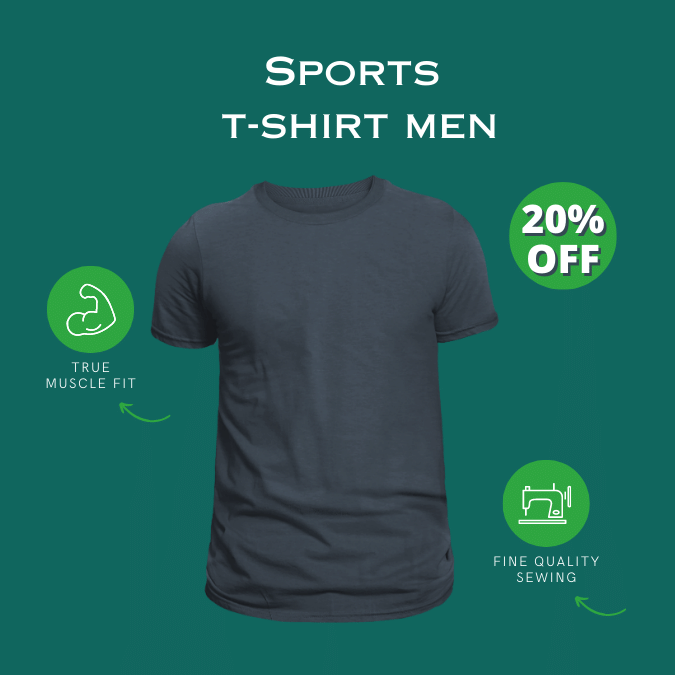 Sports
T-SHIRT MEN
20%
OFF
TRUE
MUSCLE FIT
FINE QUALITY
SEWING